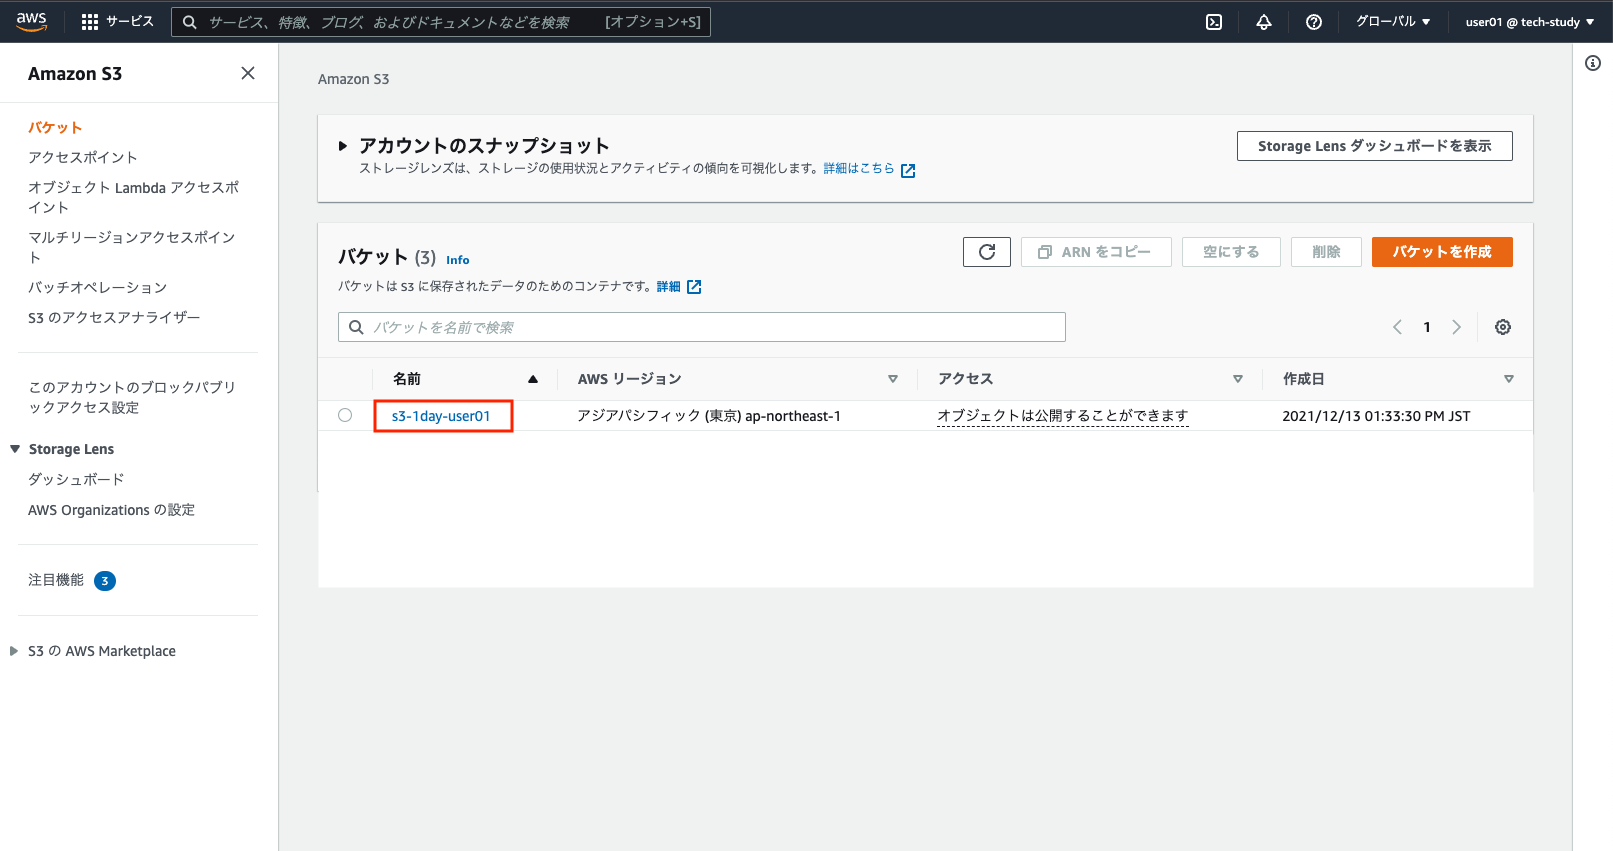 aws
サービス
サービス、特徴、ブログ、およびドキュメントなどを検索
[オプション+S]
グローバル
user01 @ tech-study
Amazon S3
バケット
アクセスポイント
オブジェクト Lambda アクセスポ
イント
マルチリージョンアクセスポイン
ト
バッチオペレーション
S3 のアクセスアナライザー
このアカウントのブロックパブリ
ックアクセス設定
Storage Lens
ダッシュボード
AWS Organizations の設定
注目機能 3
S3 の AWS Marketplace
Amazon S3
アカウントのスナップショット
ストレージレンズは、ストレージの使用状況とアクティビティの傾向を可視化します。詳細はこちら
Storage Lens ダッシュボードを表示
バケット (3) Info
ARN をコピー
空にする
削除
バケットを作成
バケットは S3 に保存されたデータのためのコンテナです。詳細
バケットを名前で検索
1
名前 AWS リージョン アクセス 作成日
s3-1day-user01 アジアパシフィック (東京) ap-northeast-1 オブジェクトは公開することができます 2021/12/13 01:33:30 PM JST